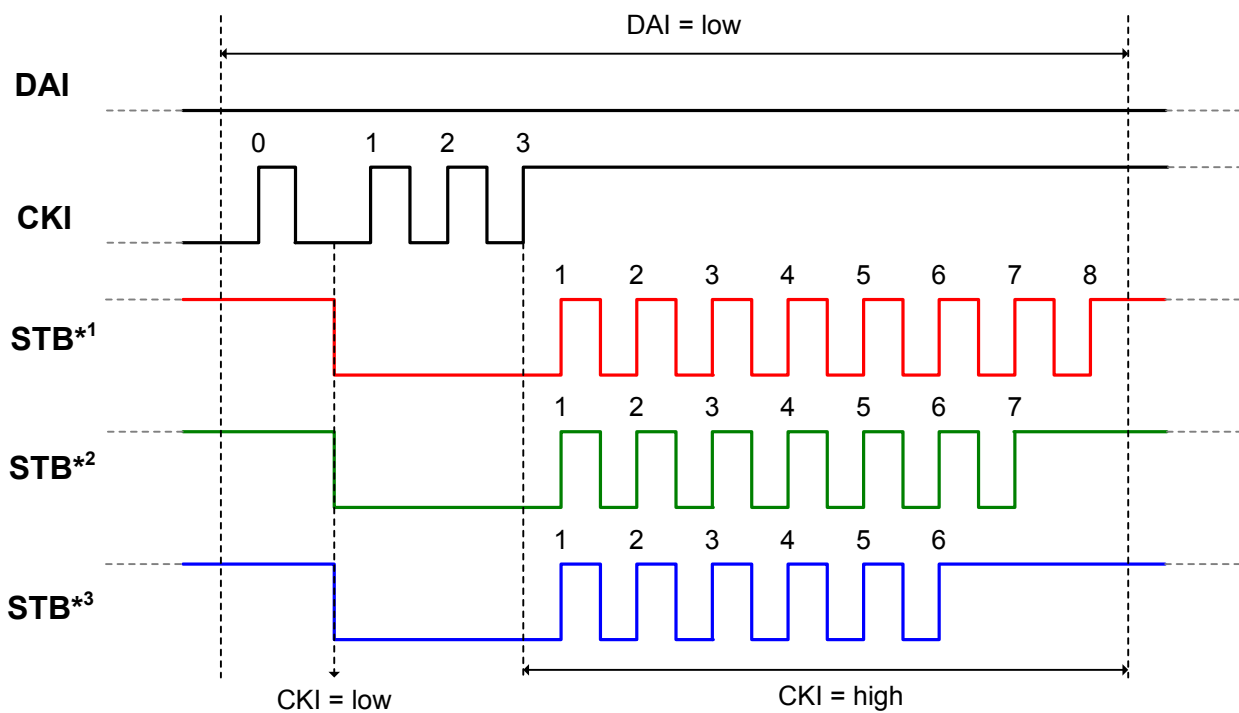 DAI = low
DAI
0 1 2 3
CKI
1 2 3 4 5 6 7 8
STB*1
1 2 3 4 5 6 7
STB*2
1 2 3 4 5 6
STB*3
CKI = low
CKI = high